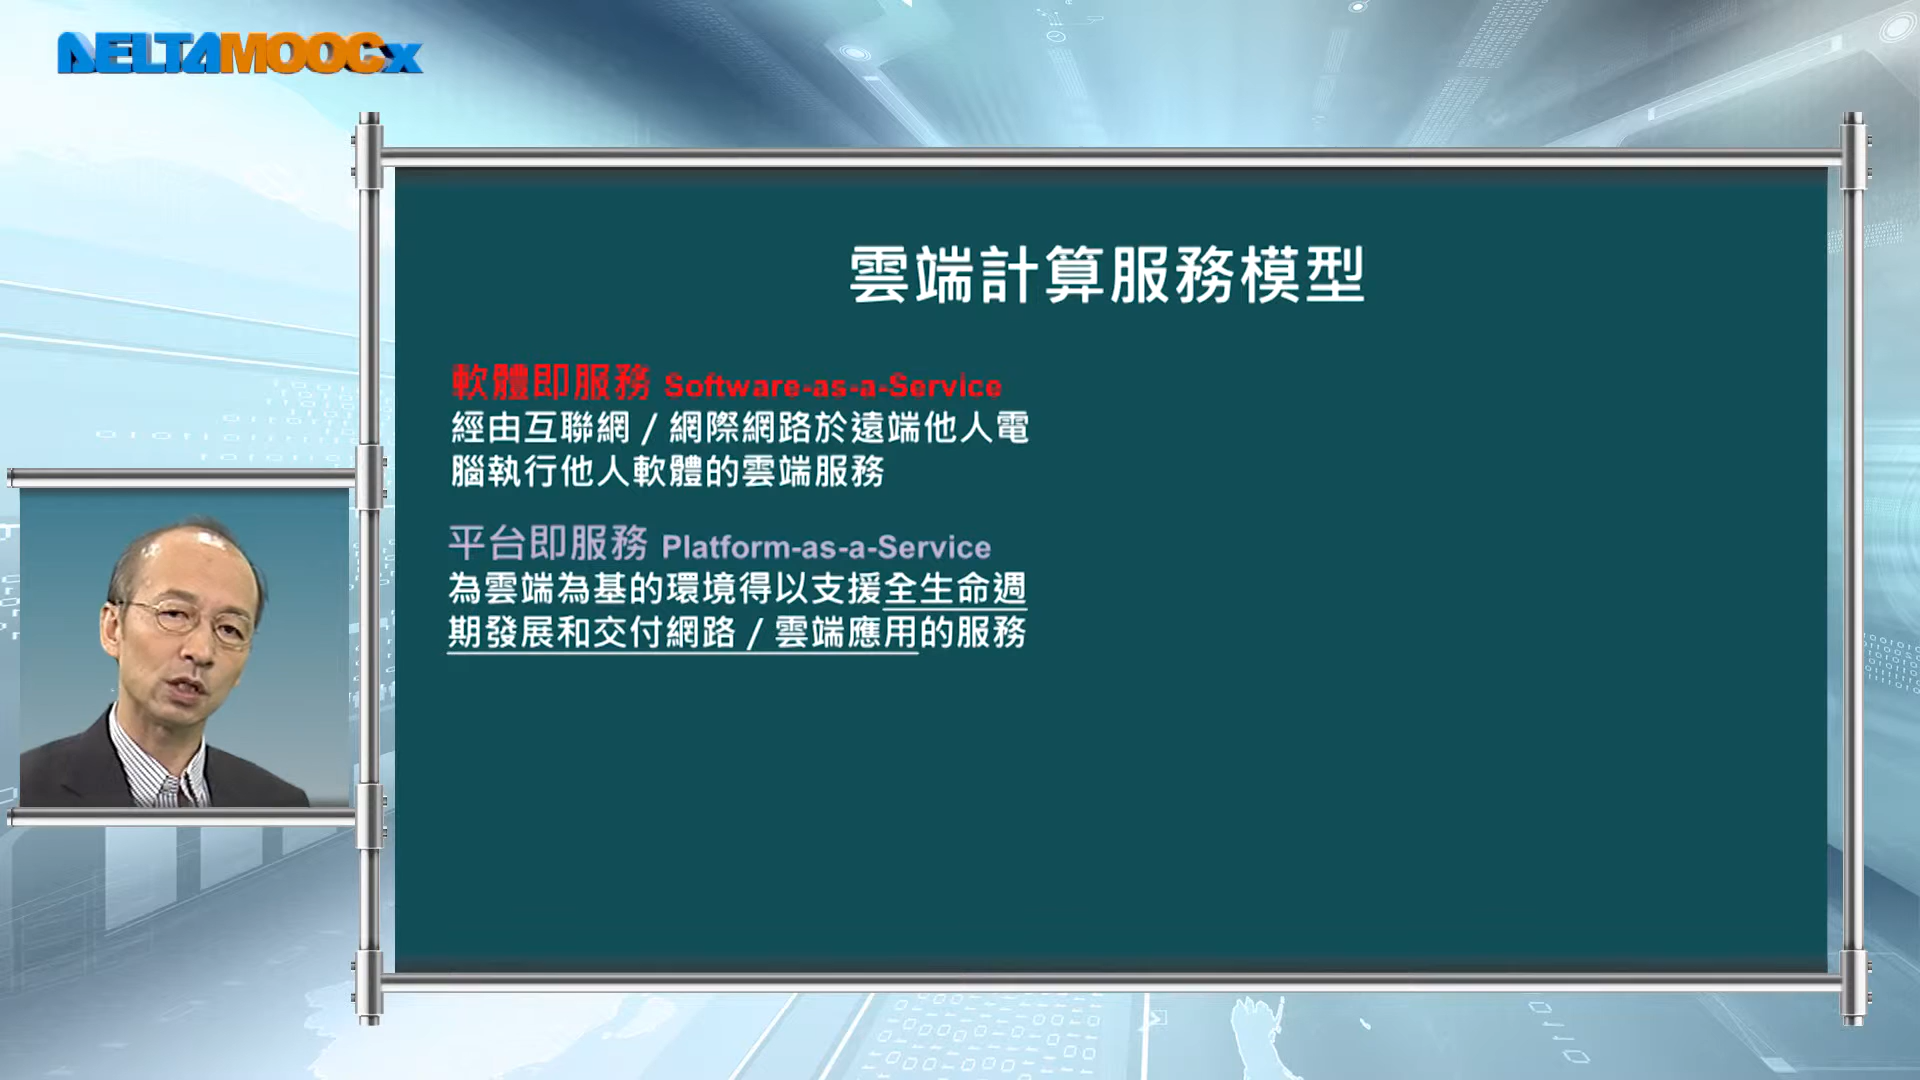 DELTAMOOCx
雲端計算服務模型
軟體即服務 Software-as-a-Service
經由互聯網 / 網際網路於遠端他人電
腦執行他人軟體的雲端服務
平台即服務 Platform-as-a-Service
為雲端為基的環境得以支援全生命週
期發展和交付網路 / 雲端應用的服務